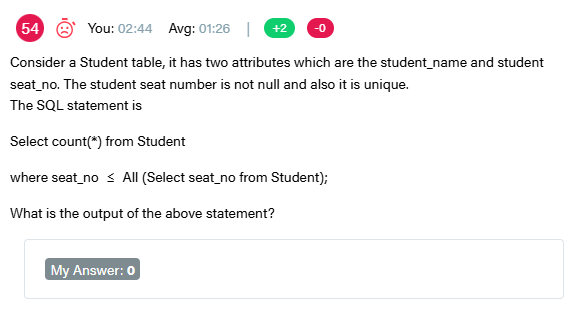 54 You: 02:44 Avg: 01:26 | +2 -0
Consider a Student table, it has two attributes which are the student_name and student
seat_no. The student seat number is not null and also it is unique.
The SQL statement is
Select count(*) from Student
where seat_no ≤ All (Select seat_no from Student);
What is the output of the above statement?
My Answer: 0